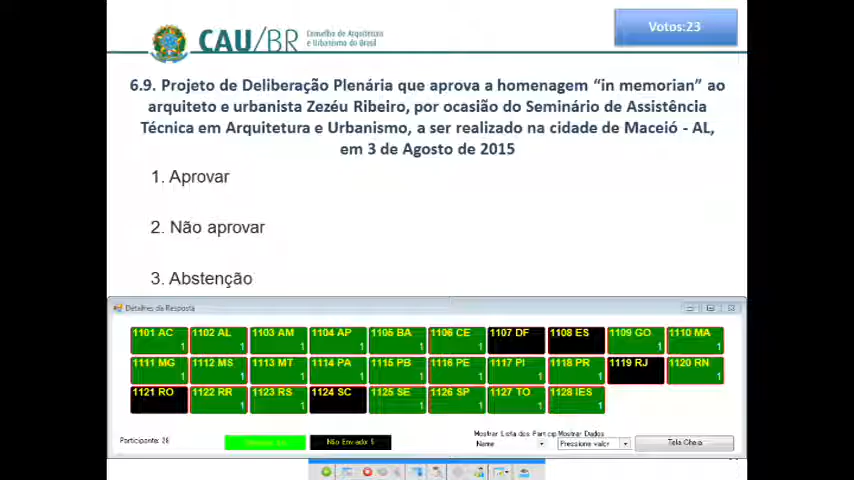 CAU/BR
Conselho de Arquitetura
e Urbanismo do Brasil
Votos:23
6.9. Projeto de Deliberação Plenária que aprova a homenagem “in memorian” ao
arquiteto e urbanista Zezéu Ribeiro, por ocasião do Seminário de Assistência
Técnica em Arquitetura e Urbanismo, a ser realizado na cidade de Maceió - AL,
em 3 de Agosto de 2015
1. Aprovar
2. Não aprovar
3. Abstenção
Detalhes da Resposta
1101 AC 1102 AL 1103 AM 1104 AP 1105 BA 1106 CE 1107 DF 1108 ES 1109 GO 1110 MA
1 1 1 1 1 1 1 1
1111 MG 1112 MS 1113 MT 1114 PA 1115 PB 1116 PE 1117 PI 1118 PR 1119 RJ 1120 RN
1 1 1 1 1 1 1 1 1
1121 RO 1122 RR 1123 RS 1124 SC 1125 SE 1126 SP 1127 TO 1128 IES
1 1 1 1 1 1
Mostrar Lista dos Particip Mostrar Dados
Participante: 28 Não Enviado 5 Name Pressione valor Tela Cheia